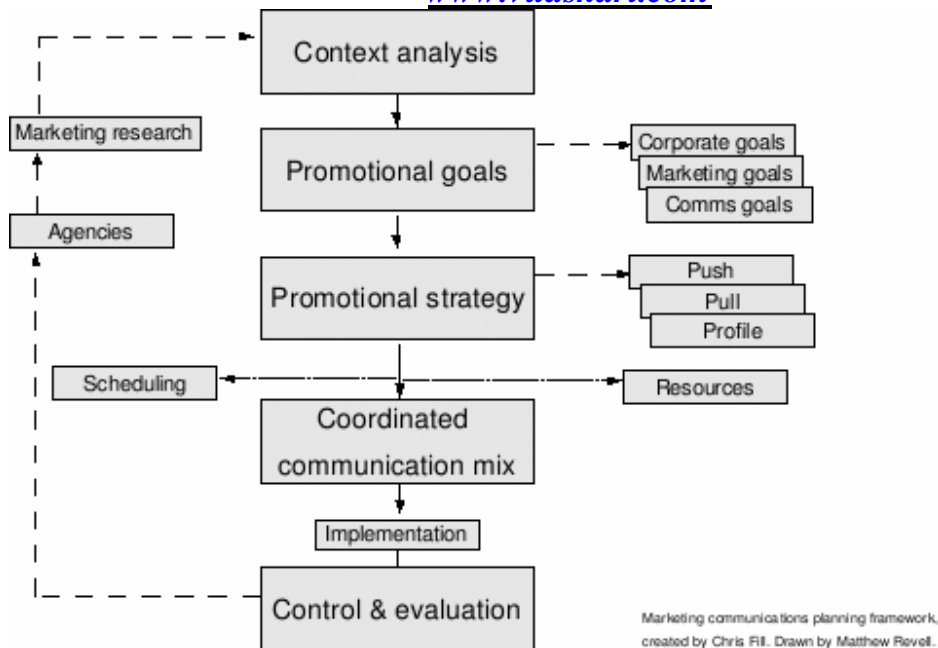 Context analysis
Marketing research
Promotional goals
Corporate goals
Marketing goals
Comms goals
Agencies
Promotional strategy
Push
Pull
Profile
Scheduling
Resources
Coordinated
communication mix
Implementation
Control & evaluation
Marketing communications planning framework,
created by Chris Fill. Drawn by Matthew Revell.